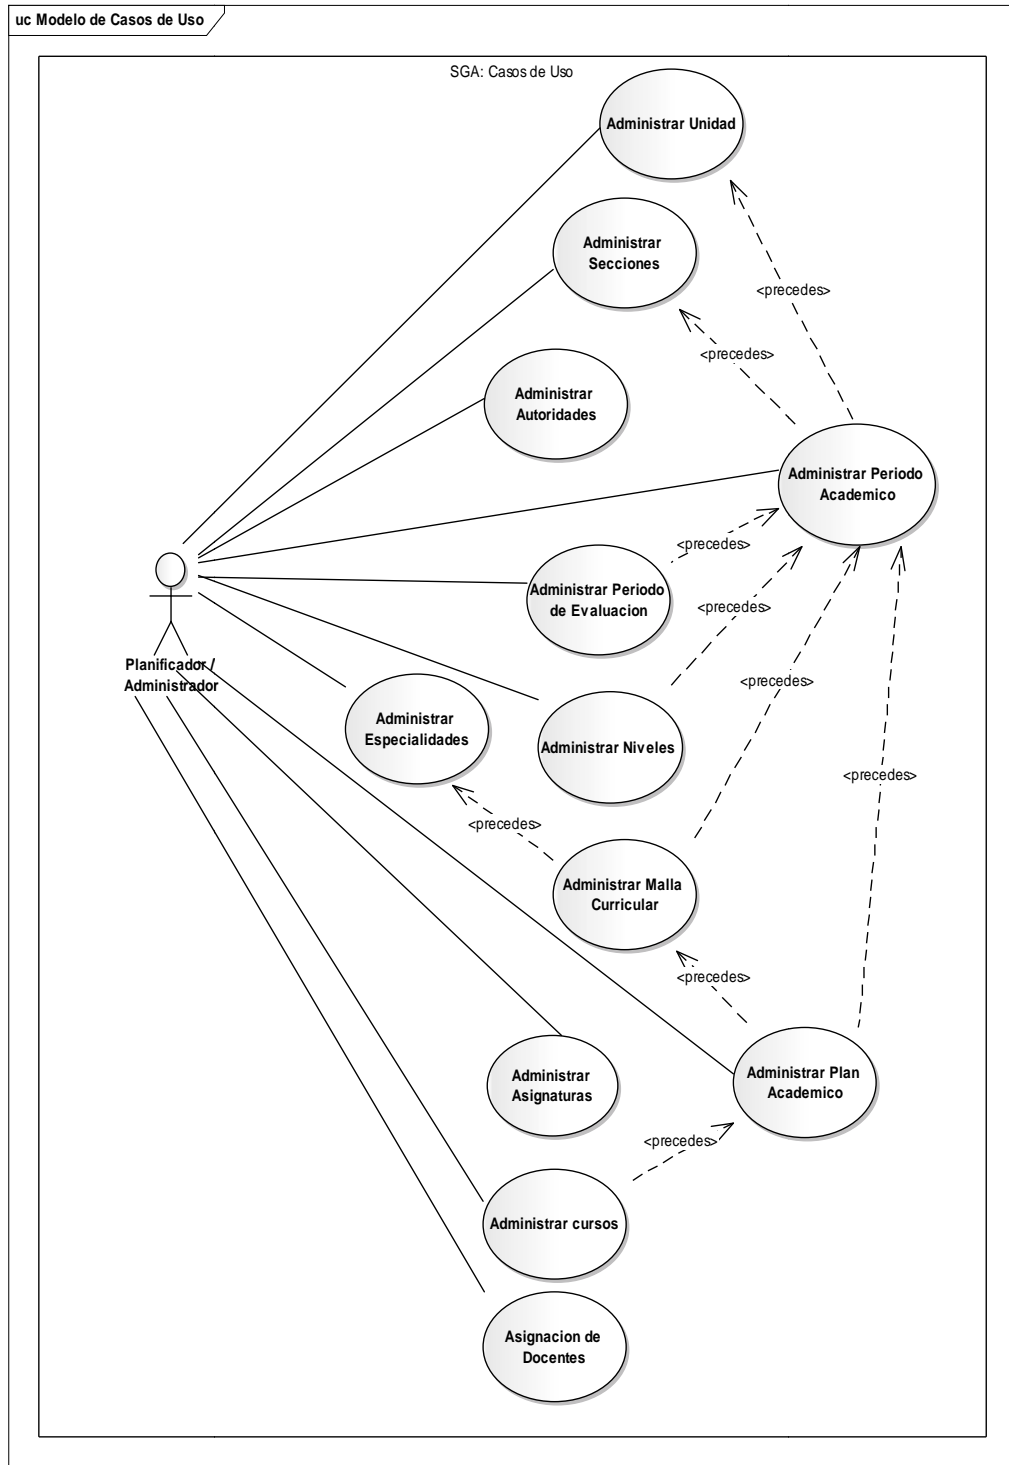 uc Modelo de Casos de Uso
SGA: Casos de Uso
Administrar Unidad
Administrar
Secciones
<precedes>
<precedes>
Administrar
Autoridades
Administrar Periodo
Academico
<precedes>
Administrar Periodo
de Evaluacion
<precedes>
Planificador /
Administrador
<precedes>
Administrar
Especialidades
Administrar Niveles
<precedes>
<precedes>
Administrar Malla
Curricular
<precedes>
Administrar
Asignaturas
Administrar Plan
Academico
<precedes>
Administrar cursos
Asignacion de
Docentes